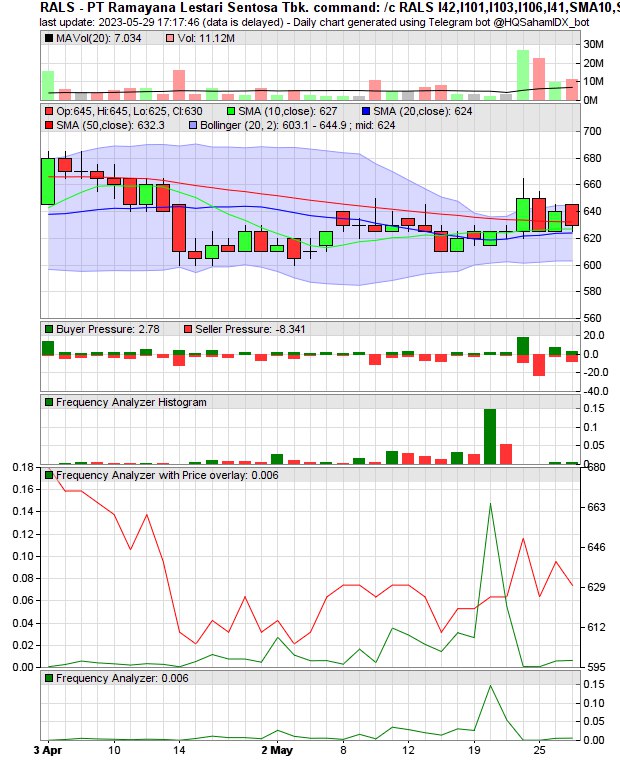 RALS - PT Ramayana Lestari Sentosa Tbk. command: /c RALS I42,I101,I103,I106,I41,SMA10,S
last update: 2023-05-29 17:17:46 (data is delayed) - Daily chart generated using Telegram bot @HQSahamIDX_bot
MAVol(20): 7.034 Vol: 11.12M
30M
20M
10M
0M
Op:645, Hi:645, Lo:625, Cl:630 SMA (10,close): 627 SMA (20,close): 624
SMA (50,close): 632.3 Bollinger (20, 2): 603.1 - 644.9 ; mid: 624
700
680
660
640
620
600
580
560
Buyer Pressure: 2.78 Seller Pressure: -8.341
20.0
0.0
-20.0
-40.0
Frequency Analyzer Histogram
0.15
0.1
0.05
0
Frequency Analyzer with Price overlay: 0.006
0.18 680
0.16
663
0.14
0.12
646
0.10
0.08
629
0.06
0.04
612
0.02
0.00 595
Frequency Analyzer: 0.006
0.15
0.10
0.05
0.00
3 Apr 10 14 2 May 8 12 19 25